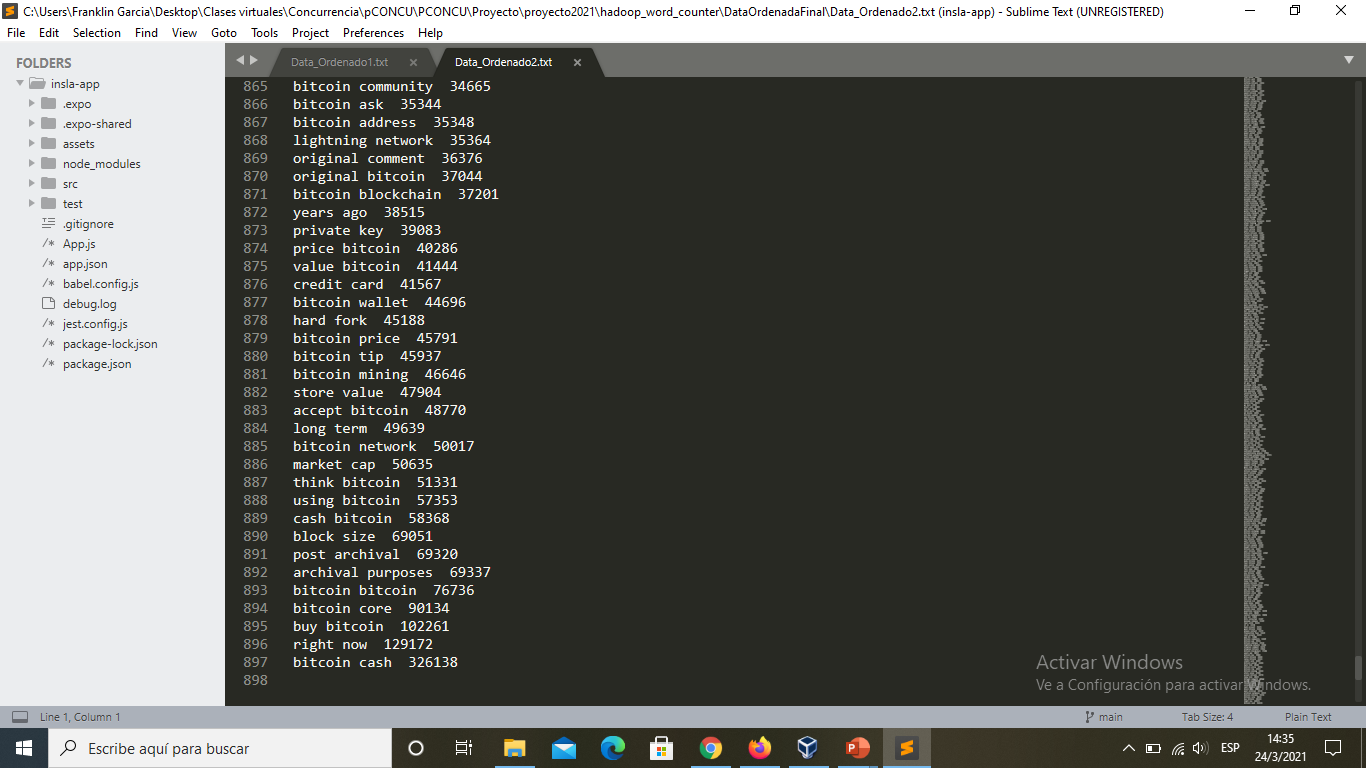 C:\Users\Franklin Garcia\Desktop\Clases virtuales\Concurrencia\pCONCU\PCONCU\Proyecto\proyecto2021\hadoop_word_counter\DataOrdenadaFinal\Data_Ordenado2.txt (insla-app) - Sublime Text (UNREGISTERED)
File Edit Selection Find View Goto Tools Project Preferences Help
FOLDERS
insla-app
.expo
.expo-shared
assets
node_modules
src
test
.gitignore
App.js
app.json
babel.config.js
debug.log
jest.config.js
package-lock.json
package.json
Data_Ordenado1.txt Data_Ordenado2.txt
865 bitcoin community 34665
866 bitcoin ask 35344
867 bitcoin address 35348
868 lightning network 35364
869 original comment 36376
870 original bitcoin 37044
871 bitcoin blockchain 37201
872 years ago 38515
873 private key 39083
874 price bitcoin 40286
875 value bitcoin 41444
876 credit card 41567
877 bitcoin wallet 44696
878 hard fork 45188
879 bitcoin price 45791
880 bitcoin tip 45937
881 bitcoin mining 46646
882 store value 47904
883 accept bitcoin 48770
884 long term 49639
885 bitcoin network 50017
886 market cap 50635
887 think bitcoin 51331
888 using bitcoin 57353
889 cash bitcoin 58368
890 block size 69051
891 post archival 69320
892 archival purposes 69337
893 bitcoin bitcoin 76736
894 bitcoin core 90134
895 buy bitcoin 102261
896 right now 129172
897 bitcoin cash 326138
898
Activar Windows
Ve a Configuración para activar Windows.
Line 1, Column 1 main Tab Size: 4 Plain Text
Escribe aquí para buscar
ESP
14:35
24/3/2021